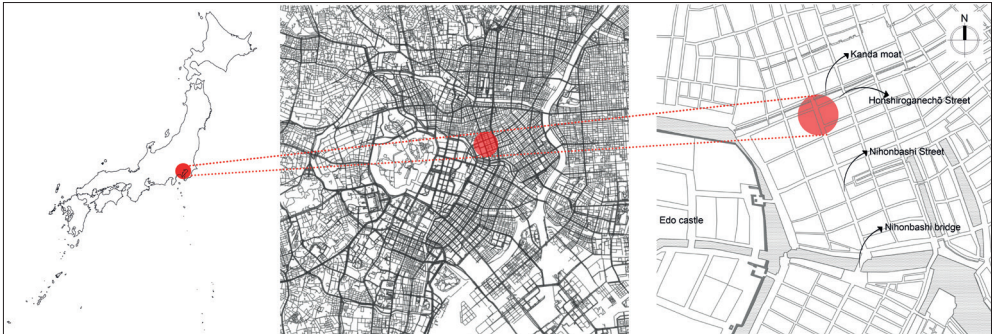 N
Kanda moat
Honshiroganechō Street
Nihonbashi Street
Edo castle
Nihonbashi bridge